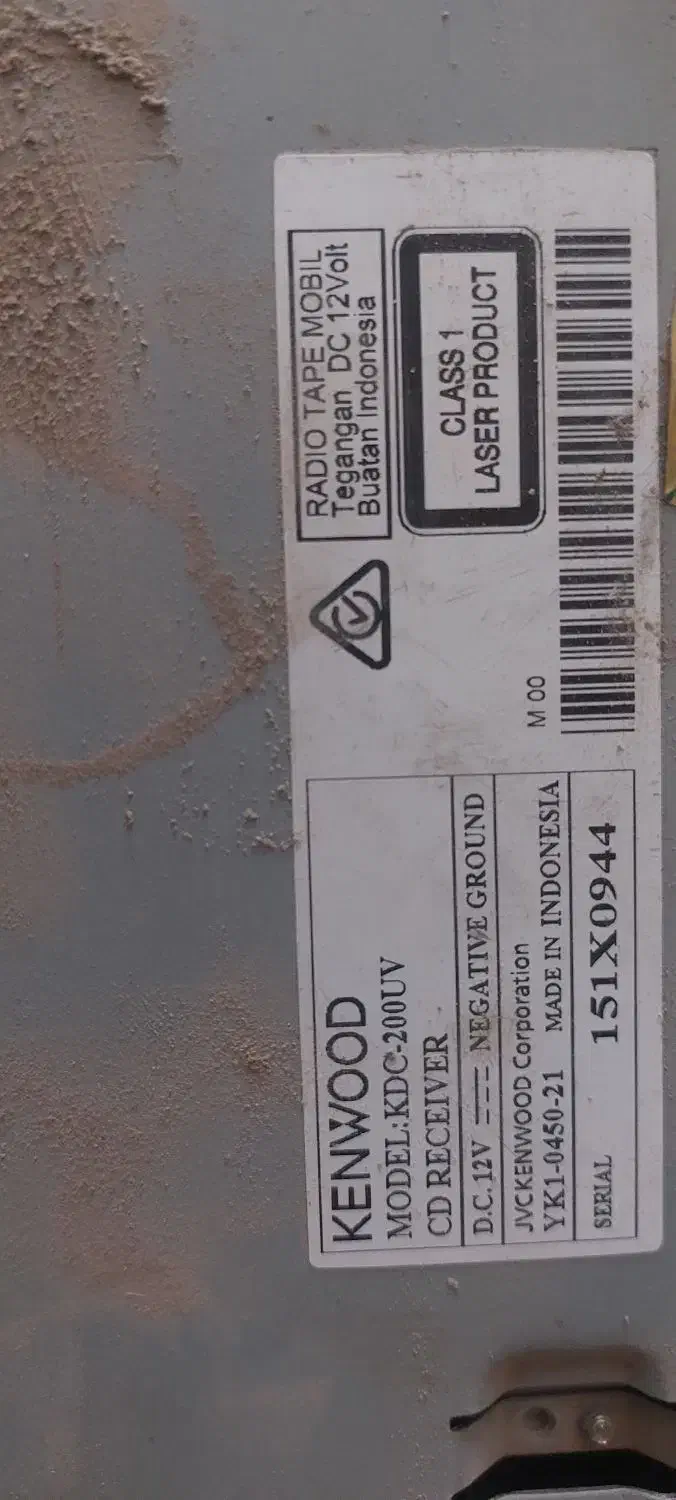 KENWOOD
MODEL:KDC-200UV
CD RECEIVER
D.C.12V NEGATIVE GROUND
JVCKENWOOD Corporation
YK1-0450-21 MADE IN INDONESIA
SERIAL 151X0944
RADIO TAPE MOBIL
Tegangan DC 12Volt
Buatan Indonesia
CLASS 1
LASER PRODUCT
M 00